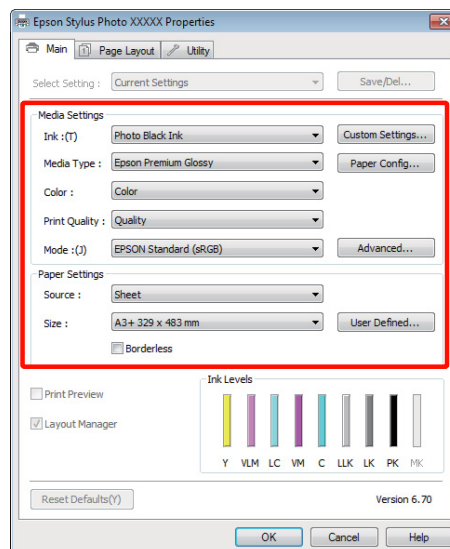 Epson Stylus Photo XXXXX Properties
Main Page Layout Utility
Select Setting : Current Settings Save/Del...
Media Settings
Ink :(T) Photo Black Ink Custom Settings...
Media Type : Epson Premium Glossy Paper Config...
Color : Color
Print Quality : Quality
Mode :(J) EPSON Standard (sRGB) Advanced...
Paper Settings
Source : Sheet
Size : A3+ 329 x 483 mm User Defined...
Borderless
Ink Levels
Print Preview
Layout Manager
Y VLM LC VM C LLK LK PK MK
Reset Defaults(Y) Version 6.70
OK Cancel Help